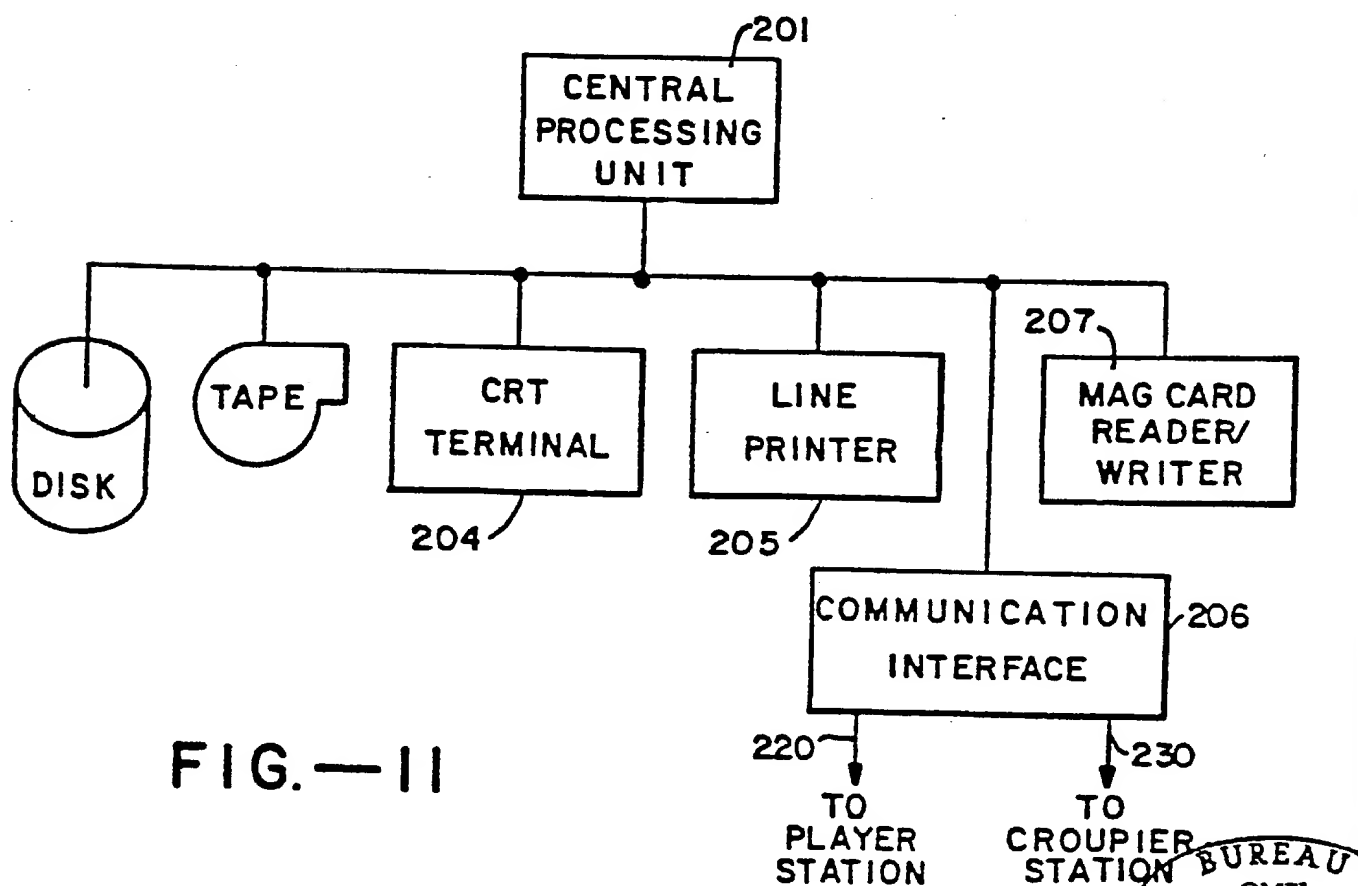 201
CENTRAL
PROCESSING
UNIT
DISK
TAPE
CRT
TERMINAL
204
LINE
PRINTER
205
207
MAG CARD
READER/
WRITER
COMMUNICATION
INTERFACE
206
220
230
TO
PLAYER
STATION
TO
CROUPIER
STATION
FIG.—11
BUREAU